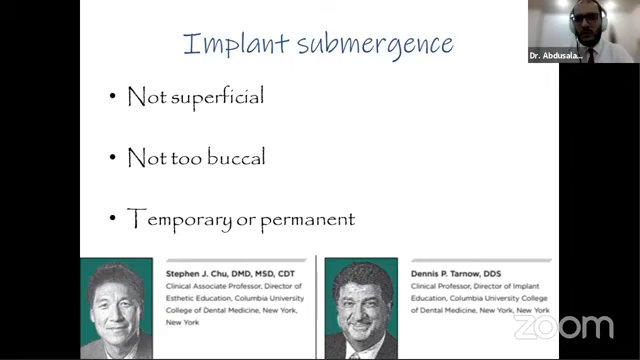 Implant submergence
Dr. Abdusala...
• Not superficial
• Not too buccal
• Temporary or permanent
Stephen J. Chu, DMD, MSD, CDT
Clinical Associate Professor, Director of
Esthetic Education, Columbia University
College of Dental Medicine, New York,
New York
Dennis P. Tarnow, DDS
Clinical Professor, Director of Implant
Education, Columbia University College
of Dental Medicine, New York, New York
zoom